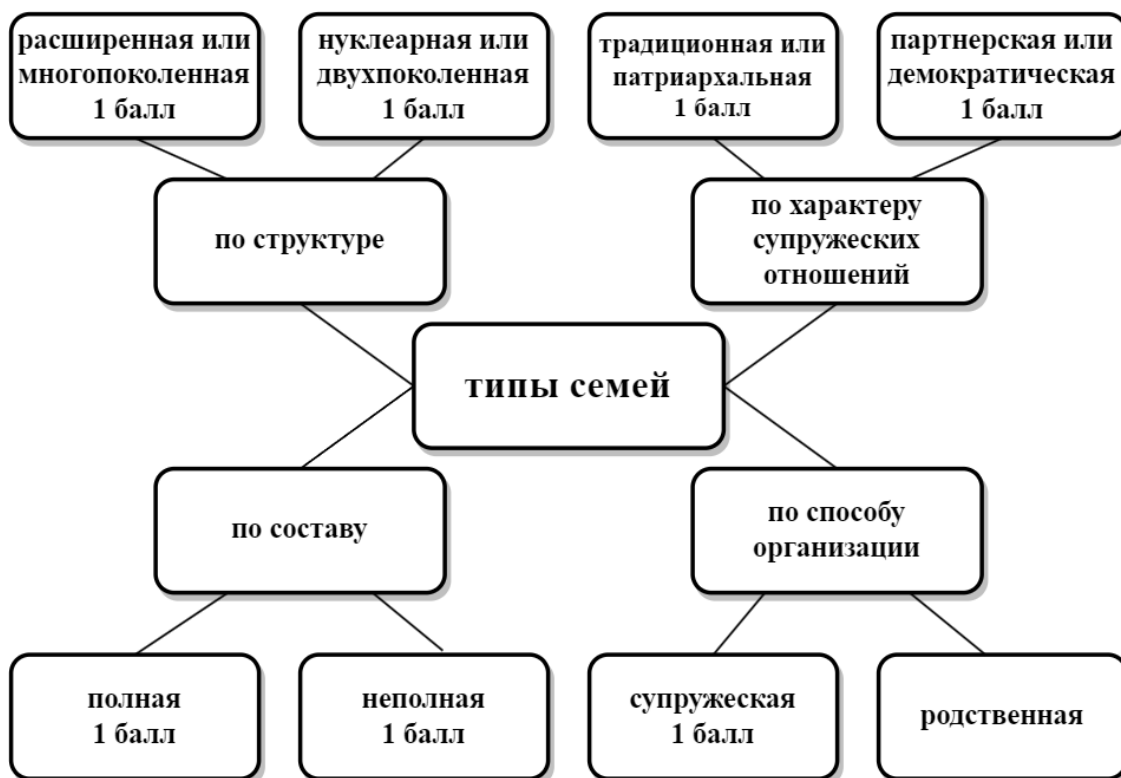 расширенная или
многопоколенная
1 балл
нуклеарная или
двухпоколенная
1 балл
традиционная или
патриархальная
1 балл
партнерская или
демократическая
1 балл
по структуре
по характеру
супружеских
отношений
типы семей
по составу
по способу
организации
полная
1 балл
неполная
1 балл
супружеская
1 балл
родственная